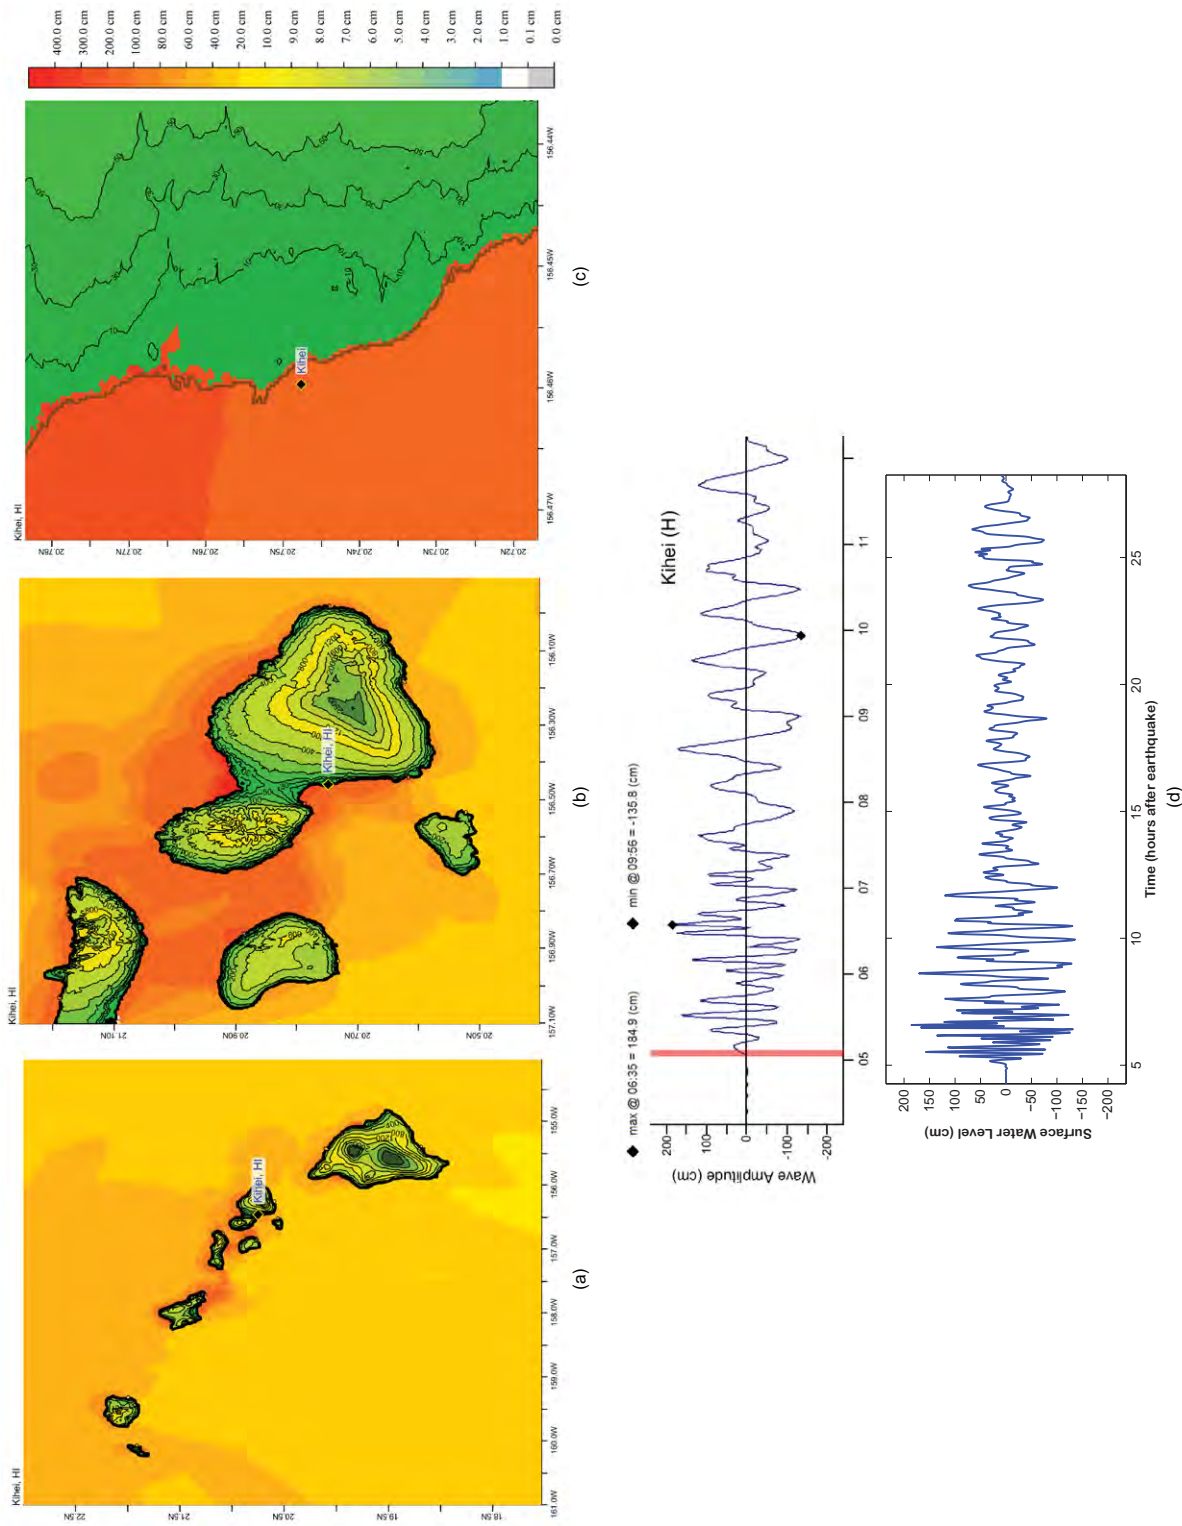 Kihei, HI
22.5N
21.5N
20.5N
19.5N
18.5N
161.0W
160.0W
159.0W
158.0W
157.0W
156.0W
155.0W
Kihei, HI
400
800
1200
(a)
Kihei, HI
21.10N
20.90N
20.70N
20.50N
157.10W
156.90W
156.70W
156.50W
156.30W
156.10W
Kihei, HI
(b)
Kihei, HI
20.78N
20.77N
20.76N
20.75N
20.74N
20.73N
20.72N
156.47W
156.46W
156.45W
156.44W
Kihei
(c)
400.0 cm
300.0 cm
200.0 cm
100.0 cm
80.0 cm
60.0 cm
40.0 cm
20.0 cm
10.0 cm
9.0 cm
8.0 cm
7.0 cm
6.0 cm
5.0 cm
4.0 cm
3.0 cm
2.0 cm
1.0 cm
0.1 cm
0.0 cm
max @ 06:35 = 184.9 (cm)
min @ 09:56 = -135.8 (cm)
Kihei (H)
Wave Amplitude (cm)
200
100
0
-100
-200
05
06
07
08
09
10
11
Surface Water Level (cm)
200
150
100
50
0
-50
-100
-150
-200
5
10
15
20
25
Time (hours after earthquake)
(d)